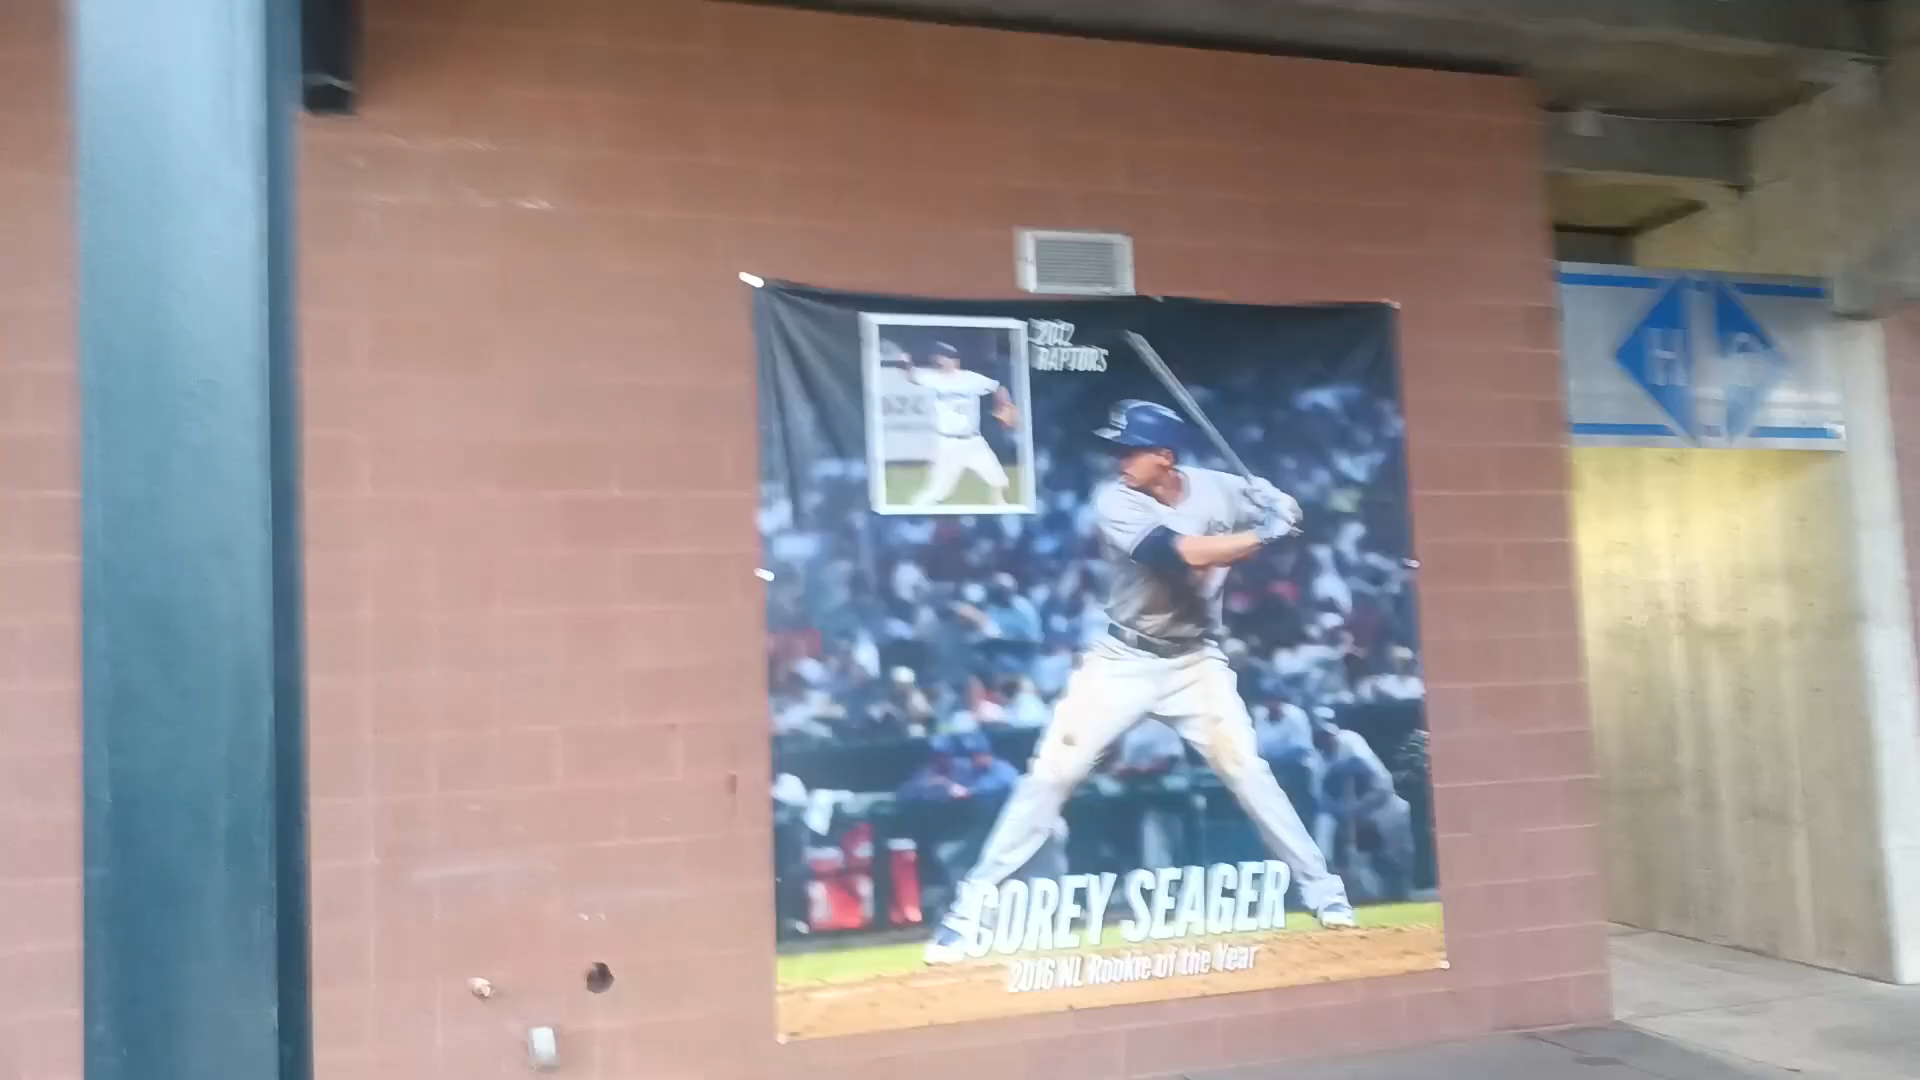 2012
RAPTORS
COREY SEAGER
2016 NL Rookie of the Year
H